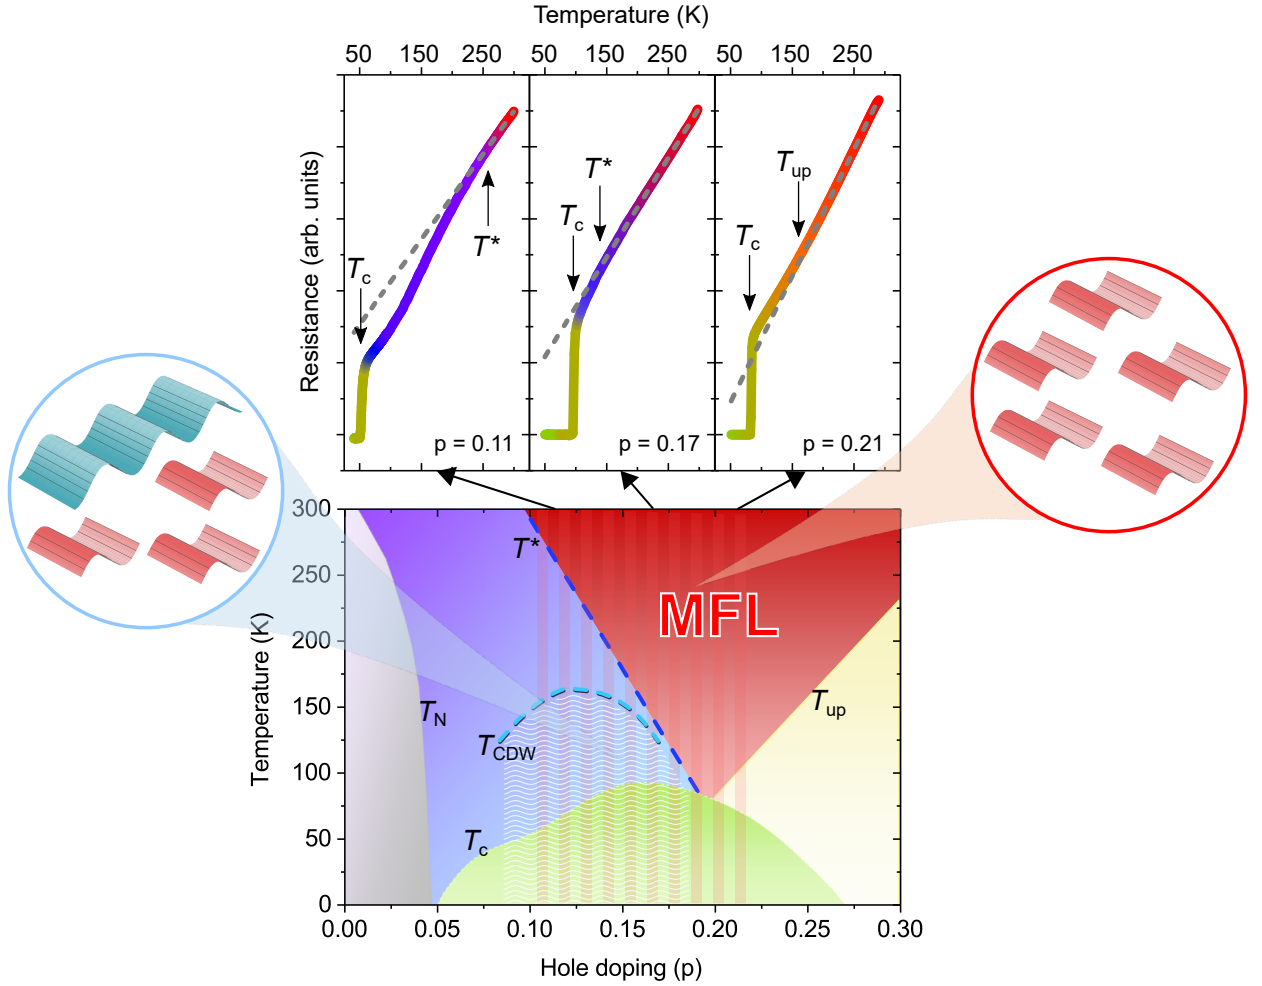 Temperature (K)
50 150 250 50 150 250 50 150 250
Resistance (arb. units)
Tc
T*
p = 0.11
Tc
T*
p = 0.17
Tc
Tup
p = 0.21
300
250
200
150
100
50
0
Temperature (K)
T*
MFL
TN
TCDW
Tup
Tc
0.00 0.05 0.10 0.15 0.20 0.25 0.30
Hole doping (p)